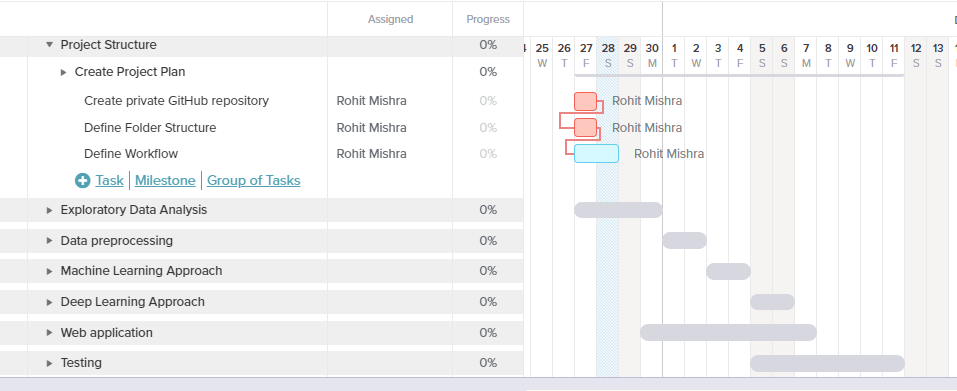 Assigned Progress
Project Structure 0% 25 26 27 28 29 30 1 2 3 4 5 6 7 8 9 10 11 12 13
W T F S S M T W T F S S M T W T F S S
Create Project Plan 0%
Create private GitHub repository Rohit Mishra 0% Rohit Mishra
Define Folder Structure Rohit Mishra 0% Rohit Mishra
Define Workflow Rohit Mishra 0% Rohit Mishra
Task Milestone Group of Tasks
Exploratory Data Analysis 0%
Data preprocessing 0%
Machine Learning Approach 0%
Deep Learning Approach 0%
Web application 0%
Testing 0%